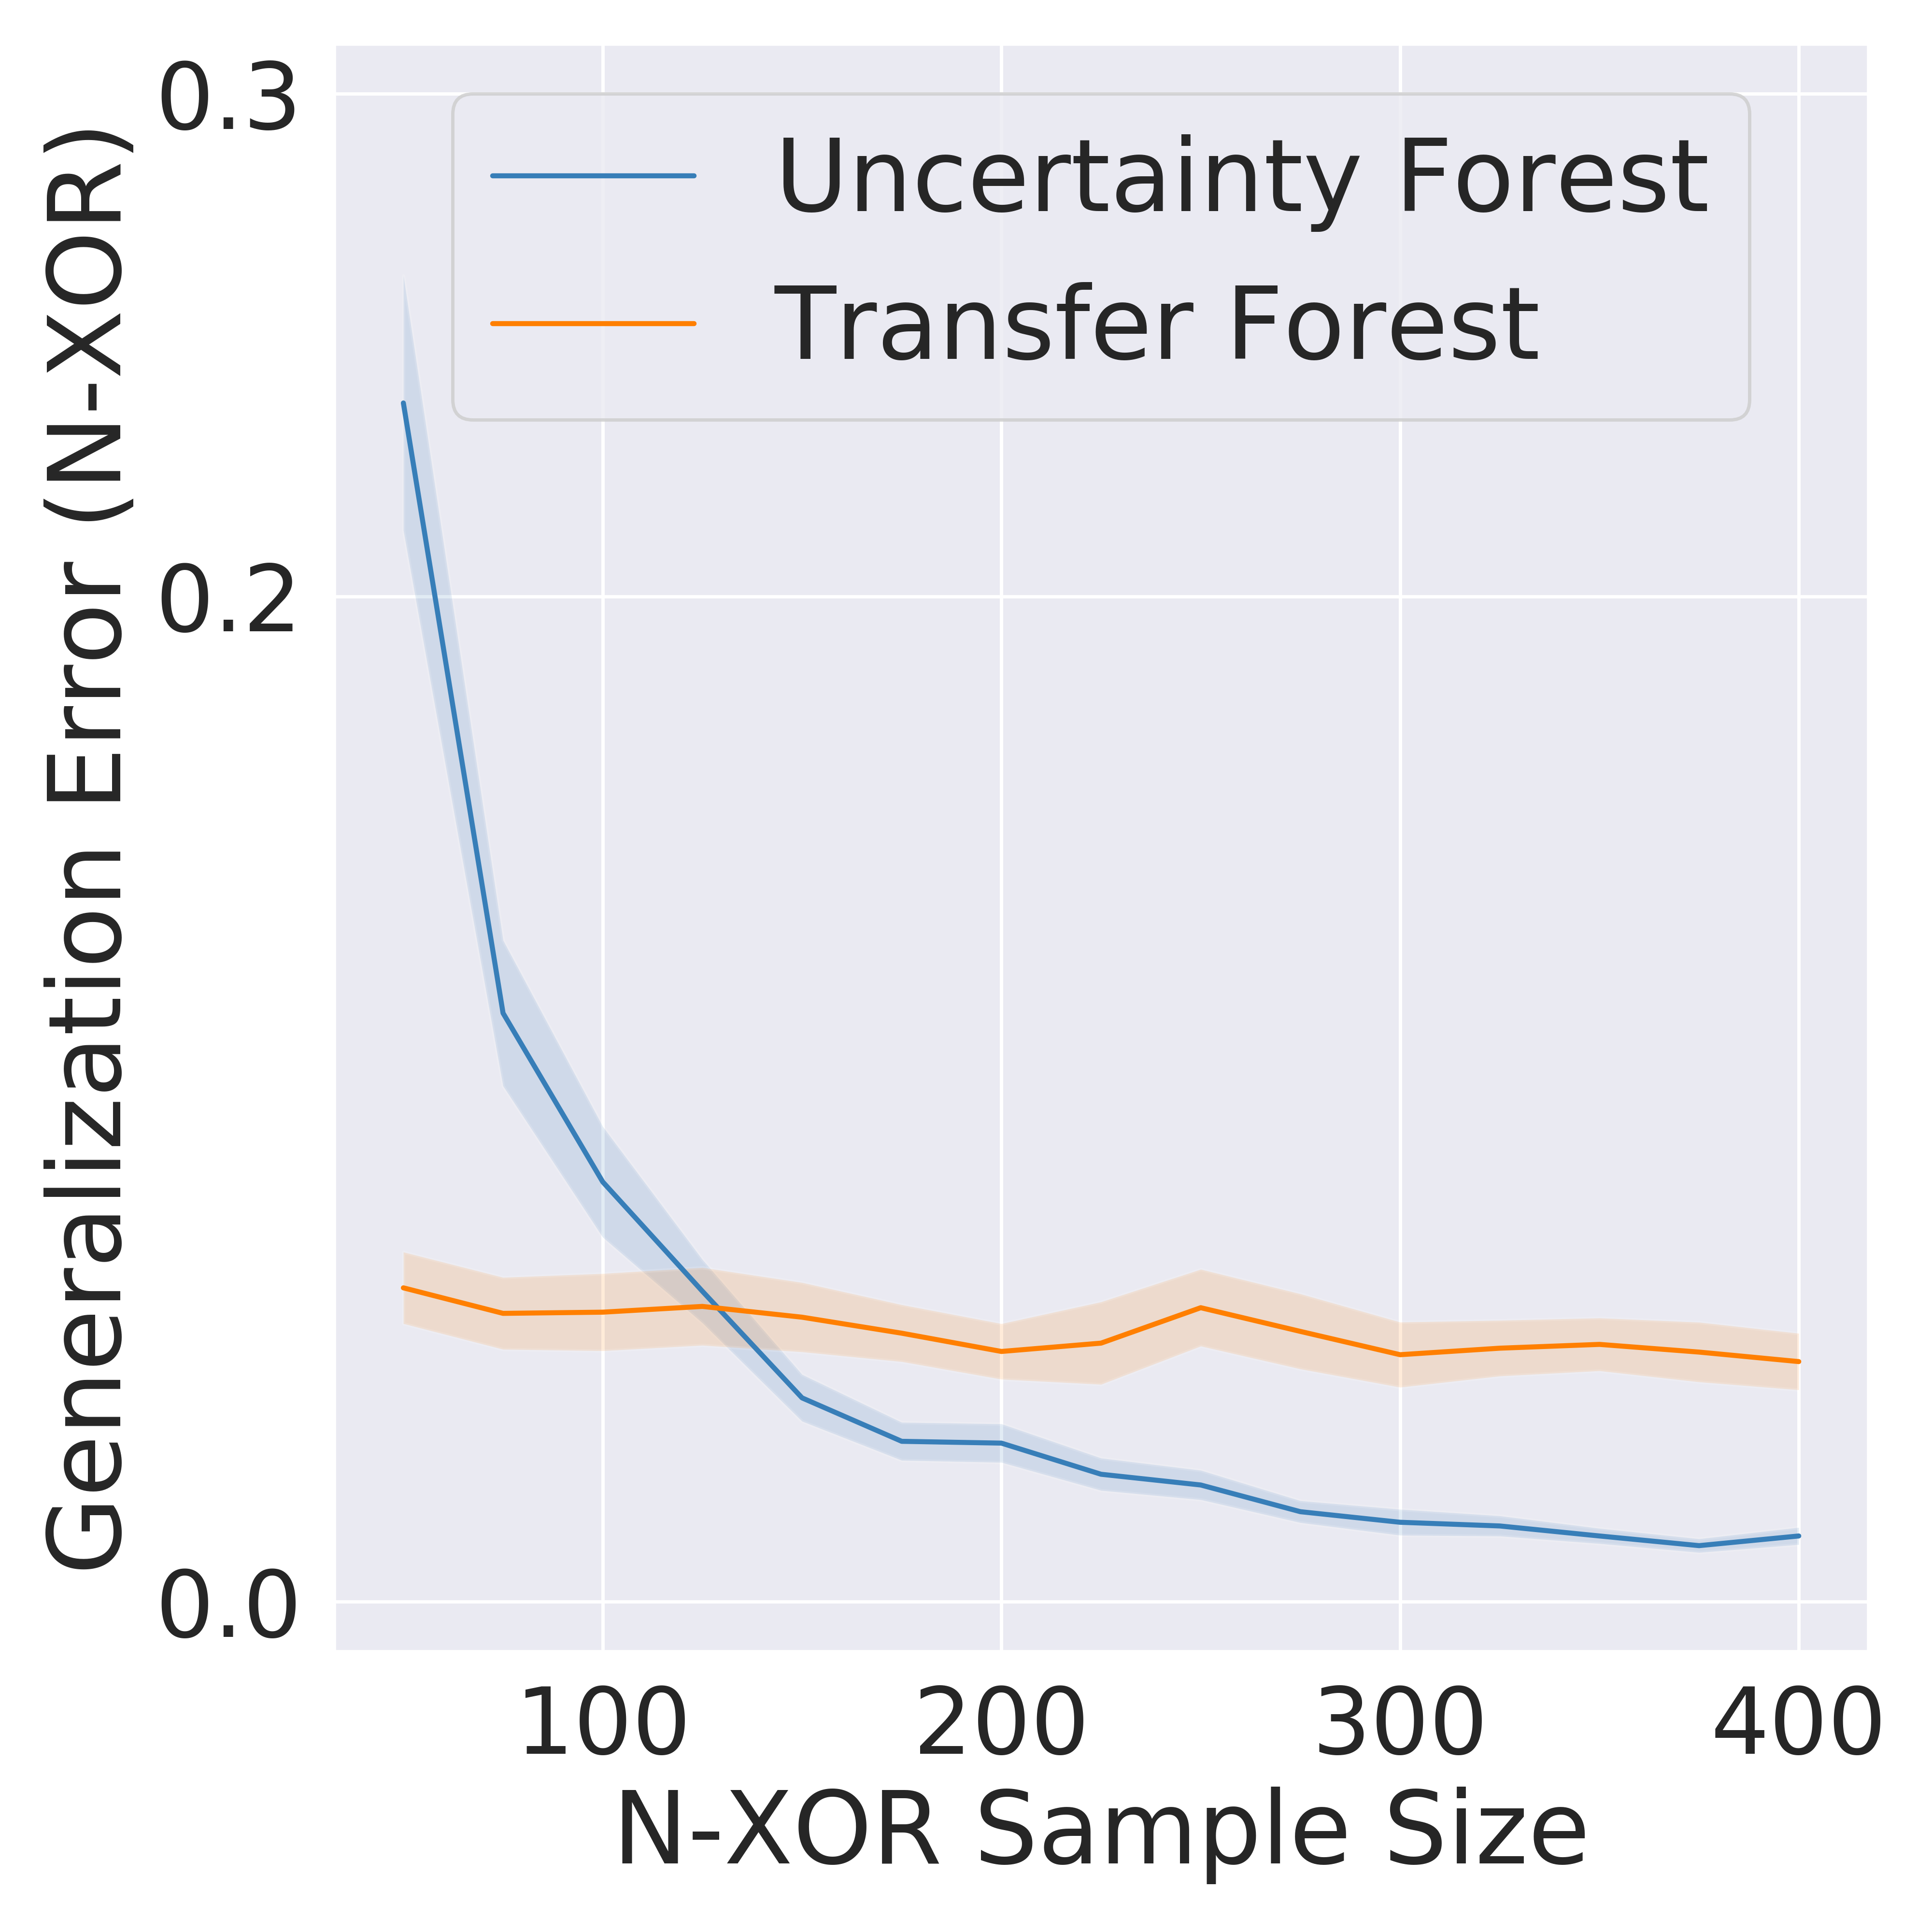 Generalization Error (N-XOR)
0.3
0.2
0.0
Uncertainty Forest
Transfer Forest
100 200 300 400
N-XOR Sample Size